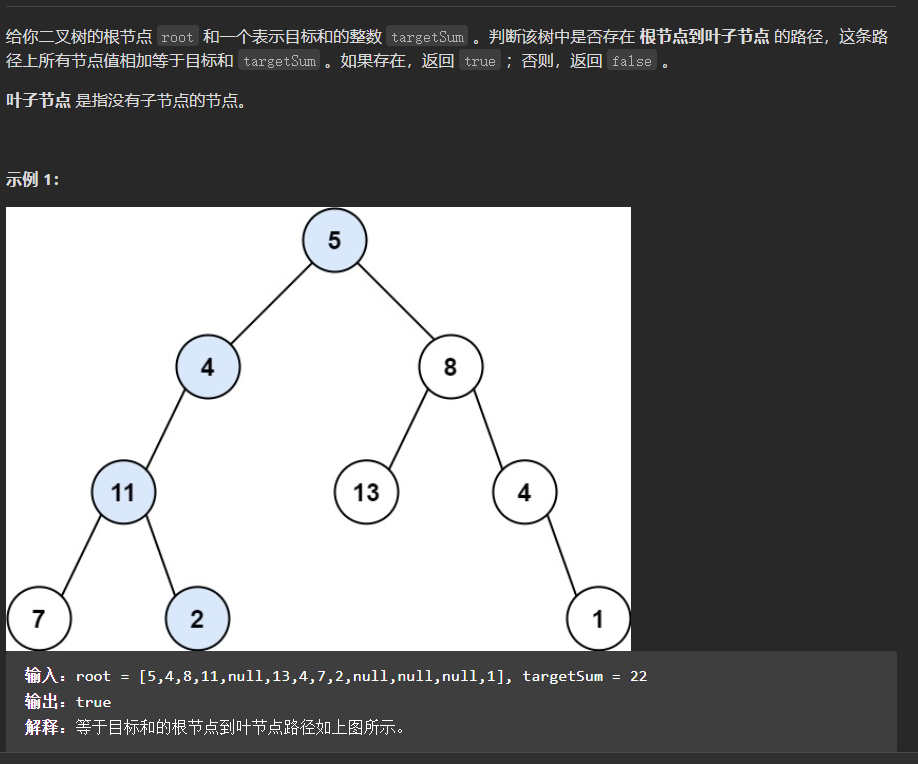 给你二叉树的根节点 root 和一个表示目标和的整数 targetSum 。判断该树中是否存在 根节点到叶子节点 的路径，这条路
径上所有节点值相加等于目标和 targetSum 。如果存在，返回 true ；否则，返回 false 。
叶子节点 是指没有子节点的节点。
示例 1：
5
4 8
11 13 4
7 2 1
输入：root = [5,4,8,11,null,13,4,7,2,null,null,null,1], targetSum = 22
输出：true
解释：等于目标和的根节点到叶节点路径如上图所示。